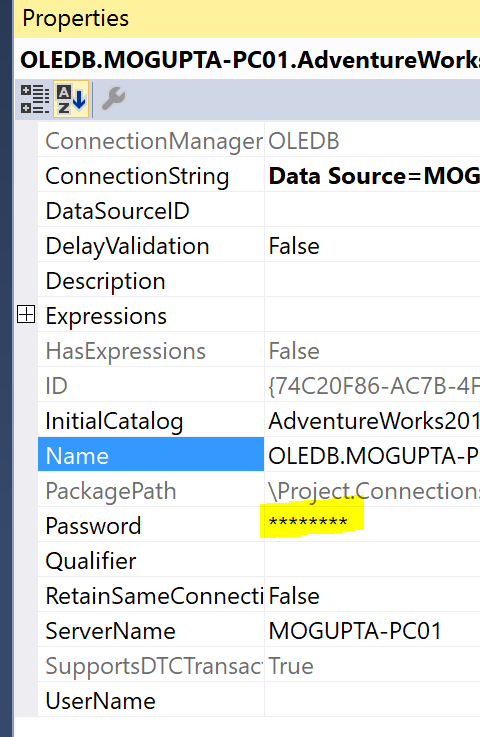 Properties
OLEDB.MOGUPTA-PC01.AdventureWorks
ConnectionManager OLEDB
ConnectionString Data Source=MOG
DataSourceID
DelayValidation False
Description
Expressions
HasExpressions False
ID {74C20F86-AC7B-4F
InitialCatalog AdventureWorks201
Name OLEDB.MOGUPTA-P
PackagePath \Project.Connections
Password ********
Qualifier
RetainSameConnecti False
ServerName MOGUPTA-PC01
SupportsDTCTransac True
UserName